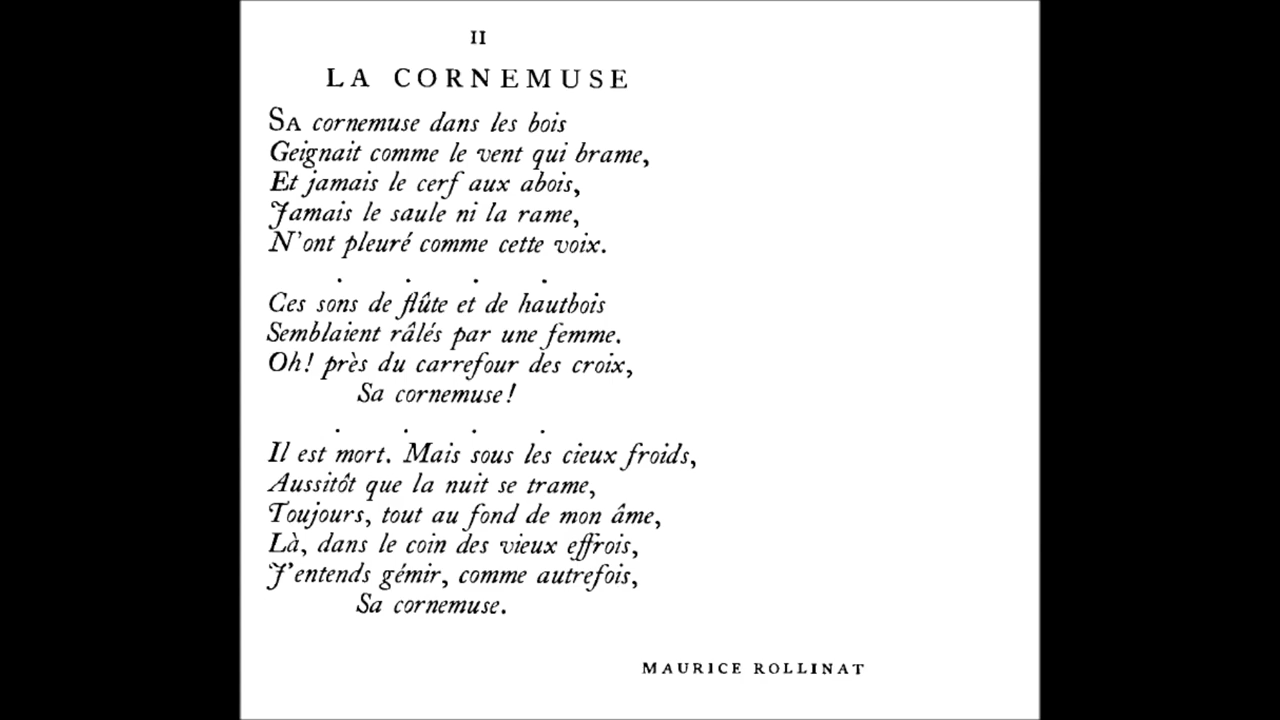 II
LA CORNEMUSE
SA cornemuse dans les bois
Geignait comme le vent qui brame,
Et jamais le cerf aux abois,
Jamais le saule ni la rame,
N'ont pleuré comme cette voix.
. . . .
Ces sons de flûte et de hautbois
Semblaient râlés par une femme.
Oh! près du carrefour des croix,
Sa cornemuse!
. . . .
Il est mort. Mais sous les cieux froids,
Aussitôt que la nuit se trame,
Toujours, tout au fond de mon âme,
Là, dans le coin des vieux effrois,
J'entends gémir, comme autrefois,
Sa cornemuse.
MAURICE ROLLINAT